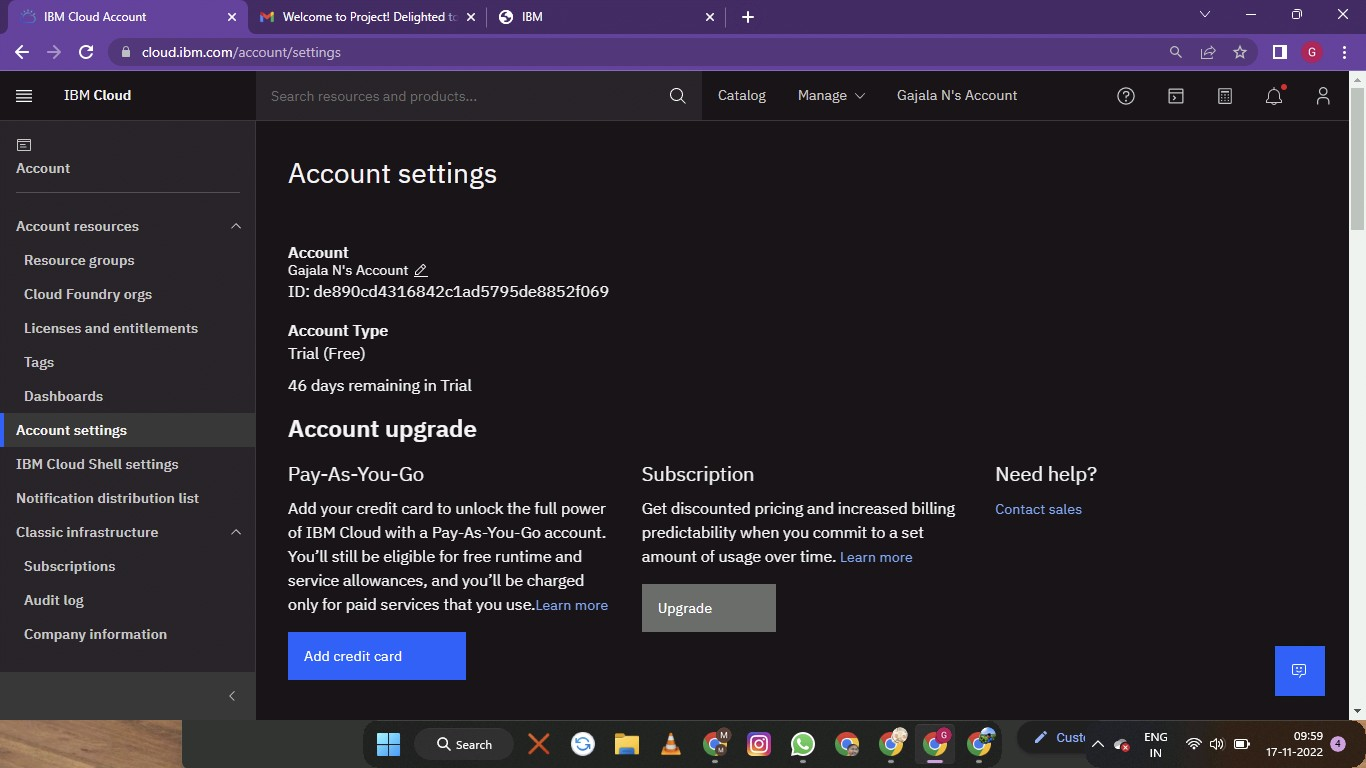 IBM Cloud Account
Welcome to Project! Delighted to
IBM
cloud.ibm.com/account/settings
G
IBM Cloud
Search resources and products...
Catalog
Manage
Gajala N's Account
Account
Account resources
Resource groups
Cloud Foundry orgs
Licenses and entitlements
Tags
Dashboards
Account settings
IBM Cloud Shell settings
Notification distribution list
Classic infrastructure
Subscriptions
Audit log
Company information
Account settings
Account
Gajala N's Account
ID: de890cd4316842c1ad5795de8852f069
Account Type
Trial (Free)
46 days remaining in Trial
Account upgrade
Pay-As-You-Go
Add your credit card to unlock the full power
of IBM Cloud with a Pay-As-You-Go account.
You’ll still be eligible for free runtime and
service allowances, and you’ll be charged
only for paid services that you use.Learn more
Add credit card
Subscription
Get discounted pricing and increased billing
predictability when you commit to a set
amount of usage over time. Learn more
Upgrade
Need help?
Contact sales
Search
M
M
G
Custo
ENG
IN
09:59
17-11-2022
4